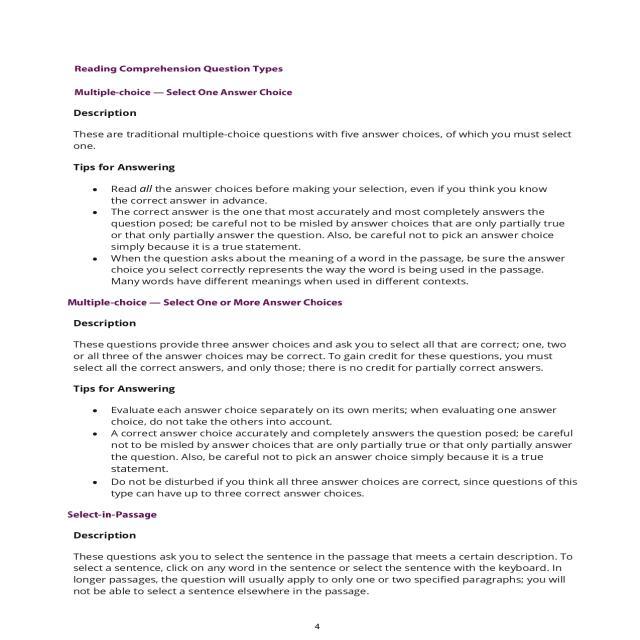 Reading Comprehension Question Types
Multiple-choice — Select One Answer Choice
Description
These are traditional multiple-choice questions with five answer choices, of which you must select
one.
Tips for Answering
• Read all the answer choices before making your selection, even if you think you know
the correct answer in advance.
• The correct answer is the one that most accurately and most completely answers the
question posed; be careful not to be misled by answer choices that are only partially true
or that only partially answer the question. Also, be careful not to pick an answer choice
simply because it is a true statement.
• When the question asks about the meaning of a word in the passage, be sure the answer
choice you select correctly represents the way the word is being used in the passage.
Many words have different meanings when used in different contexts.
Multiple-choice — Select One or More Answer Choices
Description
These questions provide three answer choices and ask you to select all that are correct; one, two
or all three of the answer choices may be correct. To gain credit for these questions, you must
select all the correct answers, and only those; there is no credit for partially correct answers.
Tips for Answering
• Evaluate each answer choice separately on its own merits; when evaluating one answer
choice, do not take the others into account.
• A correct answer choice accurately and completely answers the question posed; be careful
not to be misled by answer choices that are only partially true or that only partially answer
the question. Also, be careful not to pick an answer choice simply because it is a true
statement.
• Do not be disturbed if you think all three answer choices are correct, since questions of this
type can have up to three correct answer choices.
Select-in-Passage
Description
These questions ask you to select the sentence in the passage that meets a certain description. To
select a sentence, click on any word in the sentence or select the sentence with the keyboard. In
longer passages, the question will usually apply to only one or two specified paragraphs; you will
not be able to select a sentence elsewhere in the passage.
4